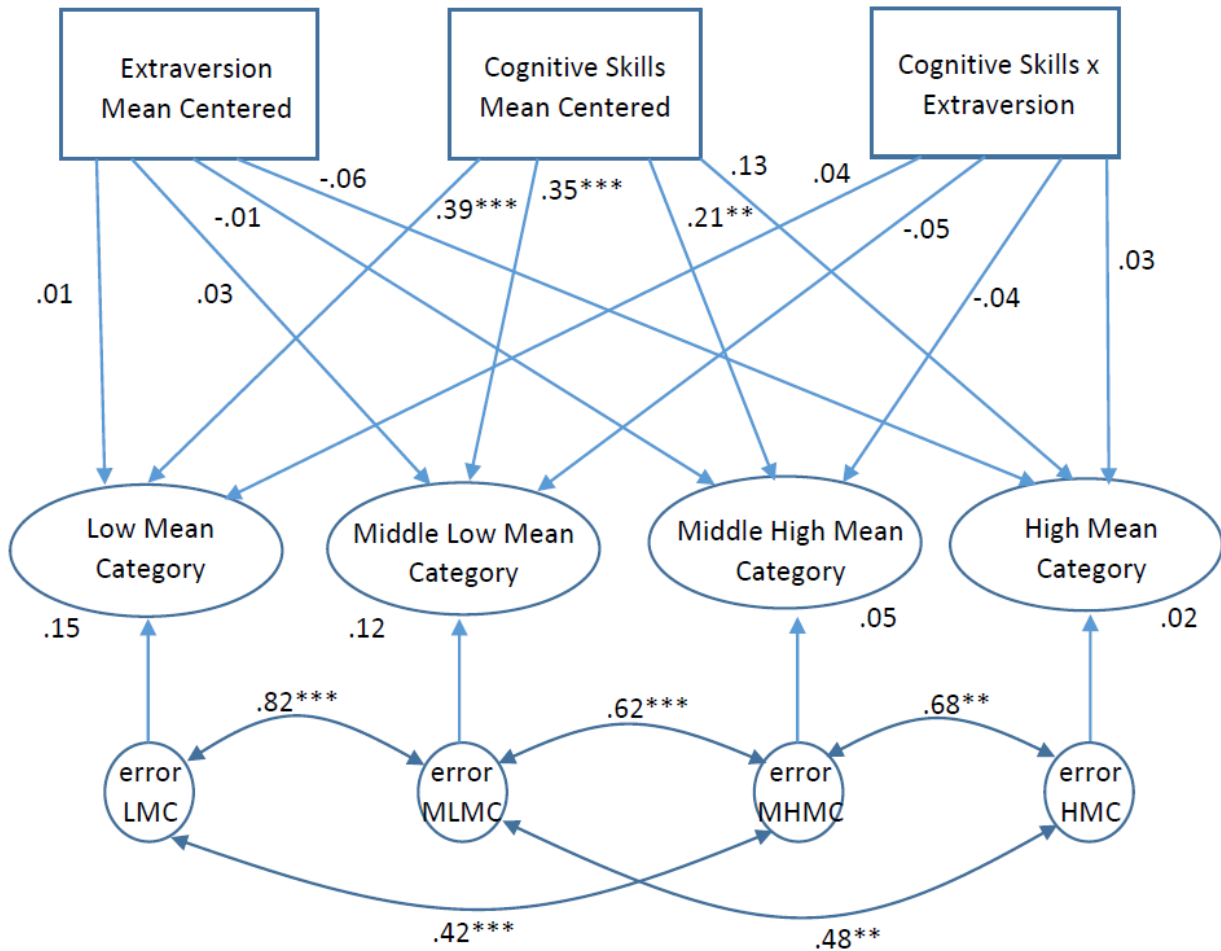 Extraversion
Mean Centered
Cognitive Skills
Mean Centered
Cognitive Skills x
Extraversion
-.06
.13
.04
.39***
.35***
-.01
.21**
-.05
.03
.01
.03
-.04
Low Mean
Category
Middle Low Mean
Category
Middle High Mean
Category
High Mean
Category
.15
.12
.05
.02
.82***
.62***
.68**
error
LMC
error
MLMC
error
MHMC
error
HMC
.42***
.48**